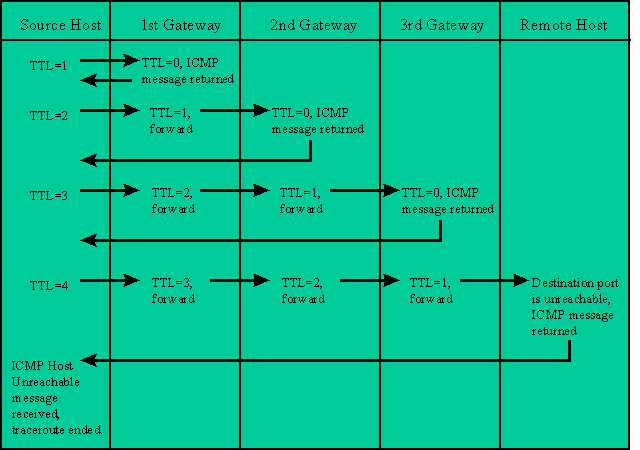 Source Host 1st Gateway 2nd Gateway 3rd Gateway Remote Host
TTL=1 TTL=0, ICMP
message returned
TTL=2 TTL=1, TTL=0, ICMP
forward message returned
TTL=3 TTL=2, TTL=1, TTL=0, ICMP
forward forward message returned
TTL=4 TTL=3, TTL=2, TTL=1, Destination port
forward forward forward is unreachable,
ICMP message
returned
ICMP Host
Unreachable
message
received,
traceroute ended.